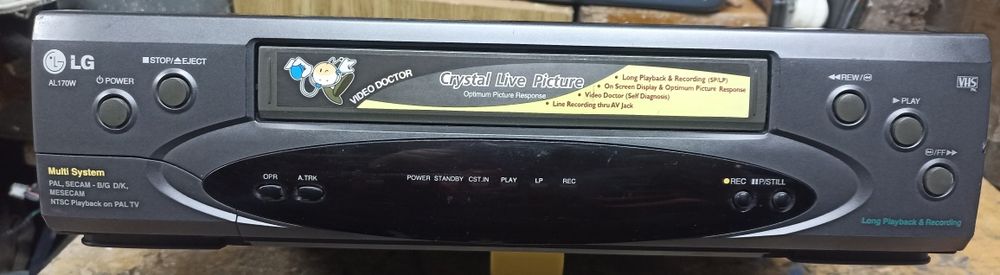 LG
AL170W
POWER
STOP/EJECT
VIDEO DOCTOR
Crystal Live Picture
Optimum Picture Response
• Long Playback & Recording (SP/LP)
• On Screen Display & Optimum Picture Response
• Video Doctor (Self Diagnosis)
• Line Recording thru AV Jack
REW/
VHS
PLAY
/FF
Multi System
PAL, SECAM - B/G D/K,
MESECAM
NTSC Playback on PAL TV
OPR
A.TRK
POWER STANDBY CST.IN PLAY LP REC
REC
P/STILL
Long Playback & Recording